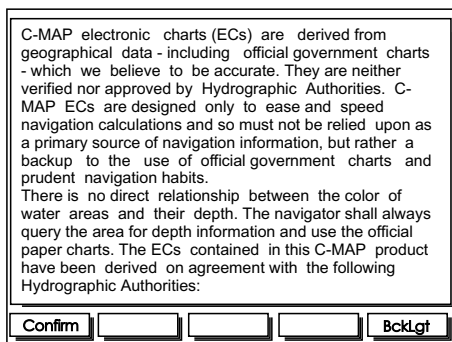 C-MAP electronic charts (ECs) are derived from
geographical data - including official government charts
- which we believe to be accurate. They are neither
verified nor approved by Hydrographic Authorities. C-
MAP ECs are designed only to ease and speed
navigation calculations and so must not be relied upon as
a primary source of navigation information, but rather a
backup to the use of official government charts and
prudent navigation habits.
There is no direct relationship between the color of
water areas and their depth. The navigator shall always
query the area for depth information and use the official
paper charts. The ECs contained in this C-MAP product
have been derived on agreement with the following
Hydrographic Authorities:
Confirm BckLgt